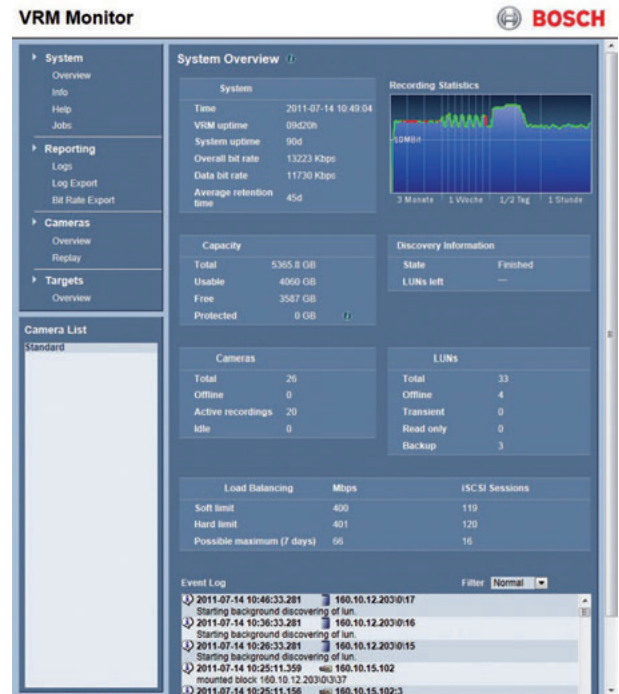 VRM Monitor
BOSCH
System
Overview
Info
Help
Jobs
Reporting
Logs
Log Export
Bit Rate Export
Cameras
Overview
Replay
Targets
Overview
Camera List
Standard
System Overview
System
Time 2011-07-14 10:49:04
VRM uptime 09d20h
System uptime 90d
Overall bit rate 13223 Kbps
Data bit rate 11730 Kbps
Average retention
time 45d
Recording Statistics
10MBit
3 Monate 1 Woche 1/2 Tag 1 Stunde
Capacity
Total 5365.8 GB
Usable 4060 GB
Free 3587 GB
Protected 0 GB
Discovery Information
State Finished
LUNs left —
Cameras
Total 26
Offline 0
Active recordings 20
Idle 0
LUNs
Total 33
Offline 4
Transient 0
Read only 0
Backup 3
Load Balancing Mbps iSCSI Sessions
Soft limit 400 119
Hard limit 401 120
Possible maximum (7 days) 66 16
Event Log Filter Normal
2011-07-14 10:46:33.281 160.10.12.203\0\17
Starting background discovering of lun.
2011-07-14 10:36:33.281 160.10.12.203\0\16
Starting background discovering of lun.
2011-07-14 10:26:33.281 160.10.12.203\0\15
Starting background discovering of lun.
2011-07-14 10:25:11.359 160.10.15.102
mounted block 160.10.12.203\0\3\37
2011-07-14 10:25:11.156 160.10.15.102:3